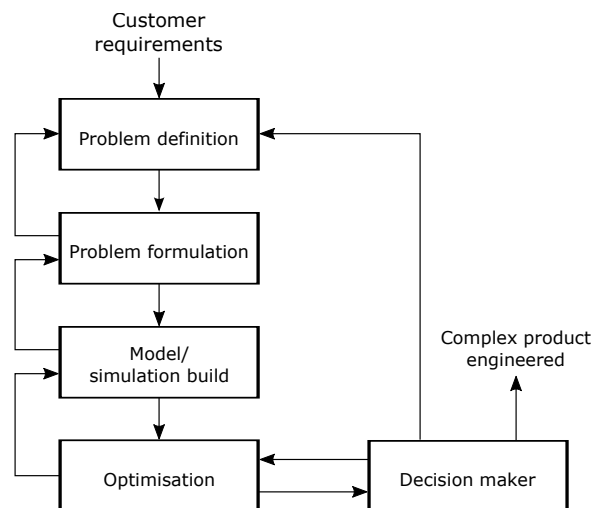 Customer
requirements
Problem definition
Problem formulation
Model/
simulation build
Complex product
engineered
Optimisation
Decision maker